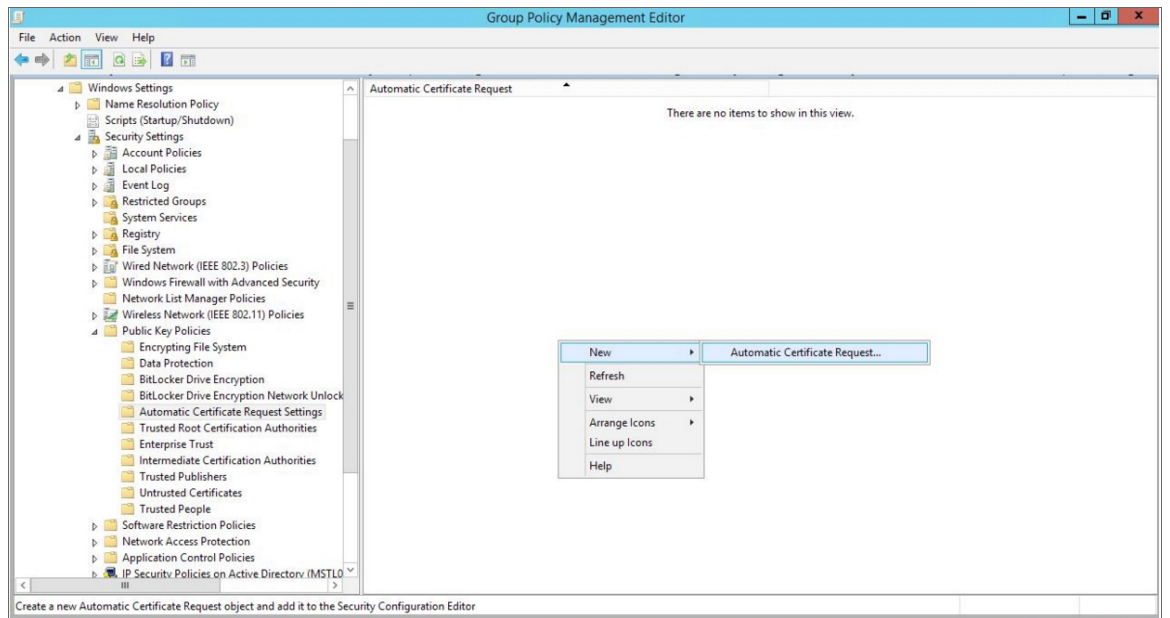 Group Policy Management Editor
File Action View Help
Windows Settings
Name Resolution Policy
Scripts (Startup/Shutdown)
Security Settings
Account Policies
Local Policies
Event Log
Restricted Groups
System Services
Registry
File System
Wired Network (IEEE 802.3) Policies
Windows Firewall with Advanced Security
Network List Manager Policies
Wireless Network (IEEE 802.11) Policies
Public Key Policies
Encrypting File System
Data Protection
BitLocker Drive Encryption
BitLocker Drive Encryption Network Unlock
Automatic Certificate Request Settings
Trusted Root Certification Authorities
Enterprise Trust
Intermediate Certification Authorities
Trusted Publishers
Untrusted Certificates
Trusted People
Software Restriction Policies
Network Access Protection
Application Control Policies
IP Security Policies on Active Directory (MSTL0
Automatic Certificate Request
There are no items to show in this view.
New
Automatic Certificate Request...
Refresh
View
Arrange Icons
Line up Icons
Help
Create a new Automatic Certificate Request object and add it to the Security Configuration Editor